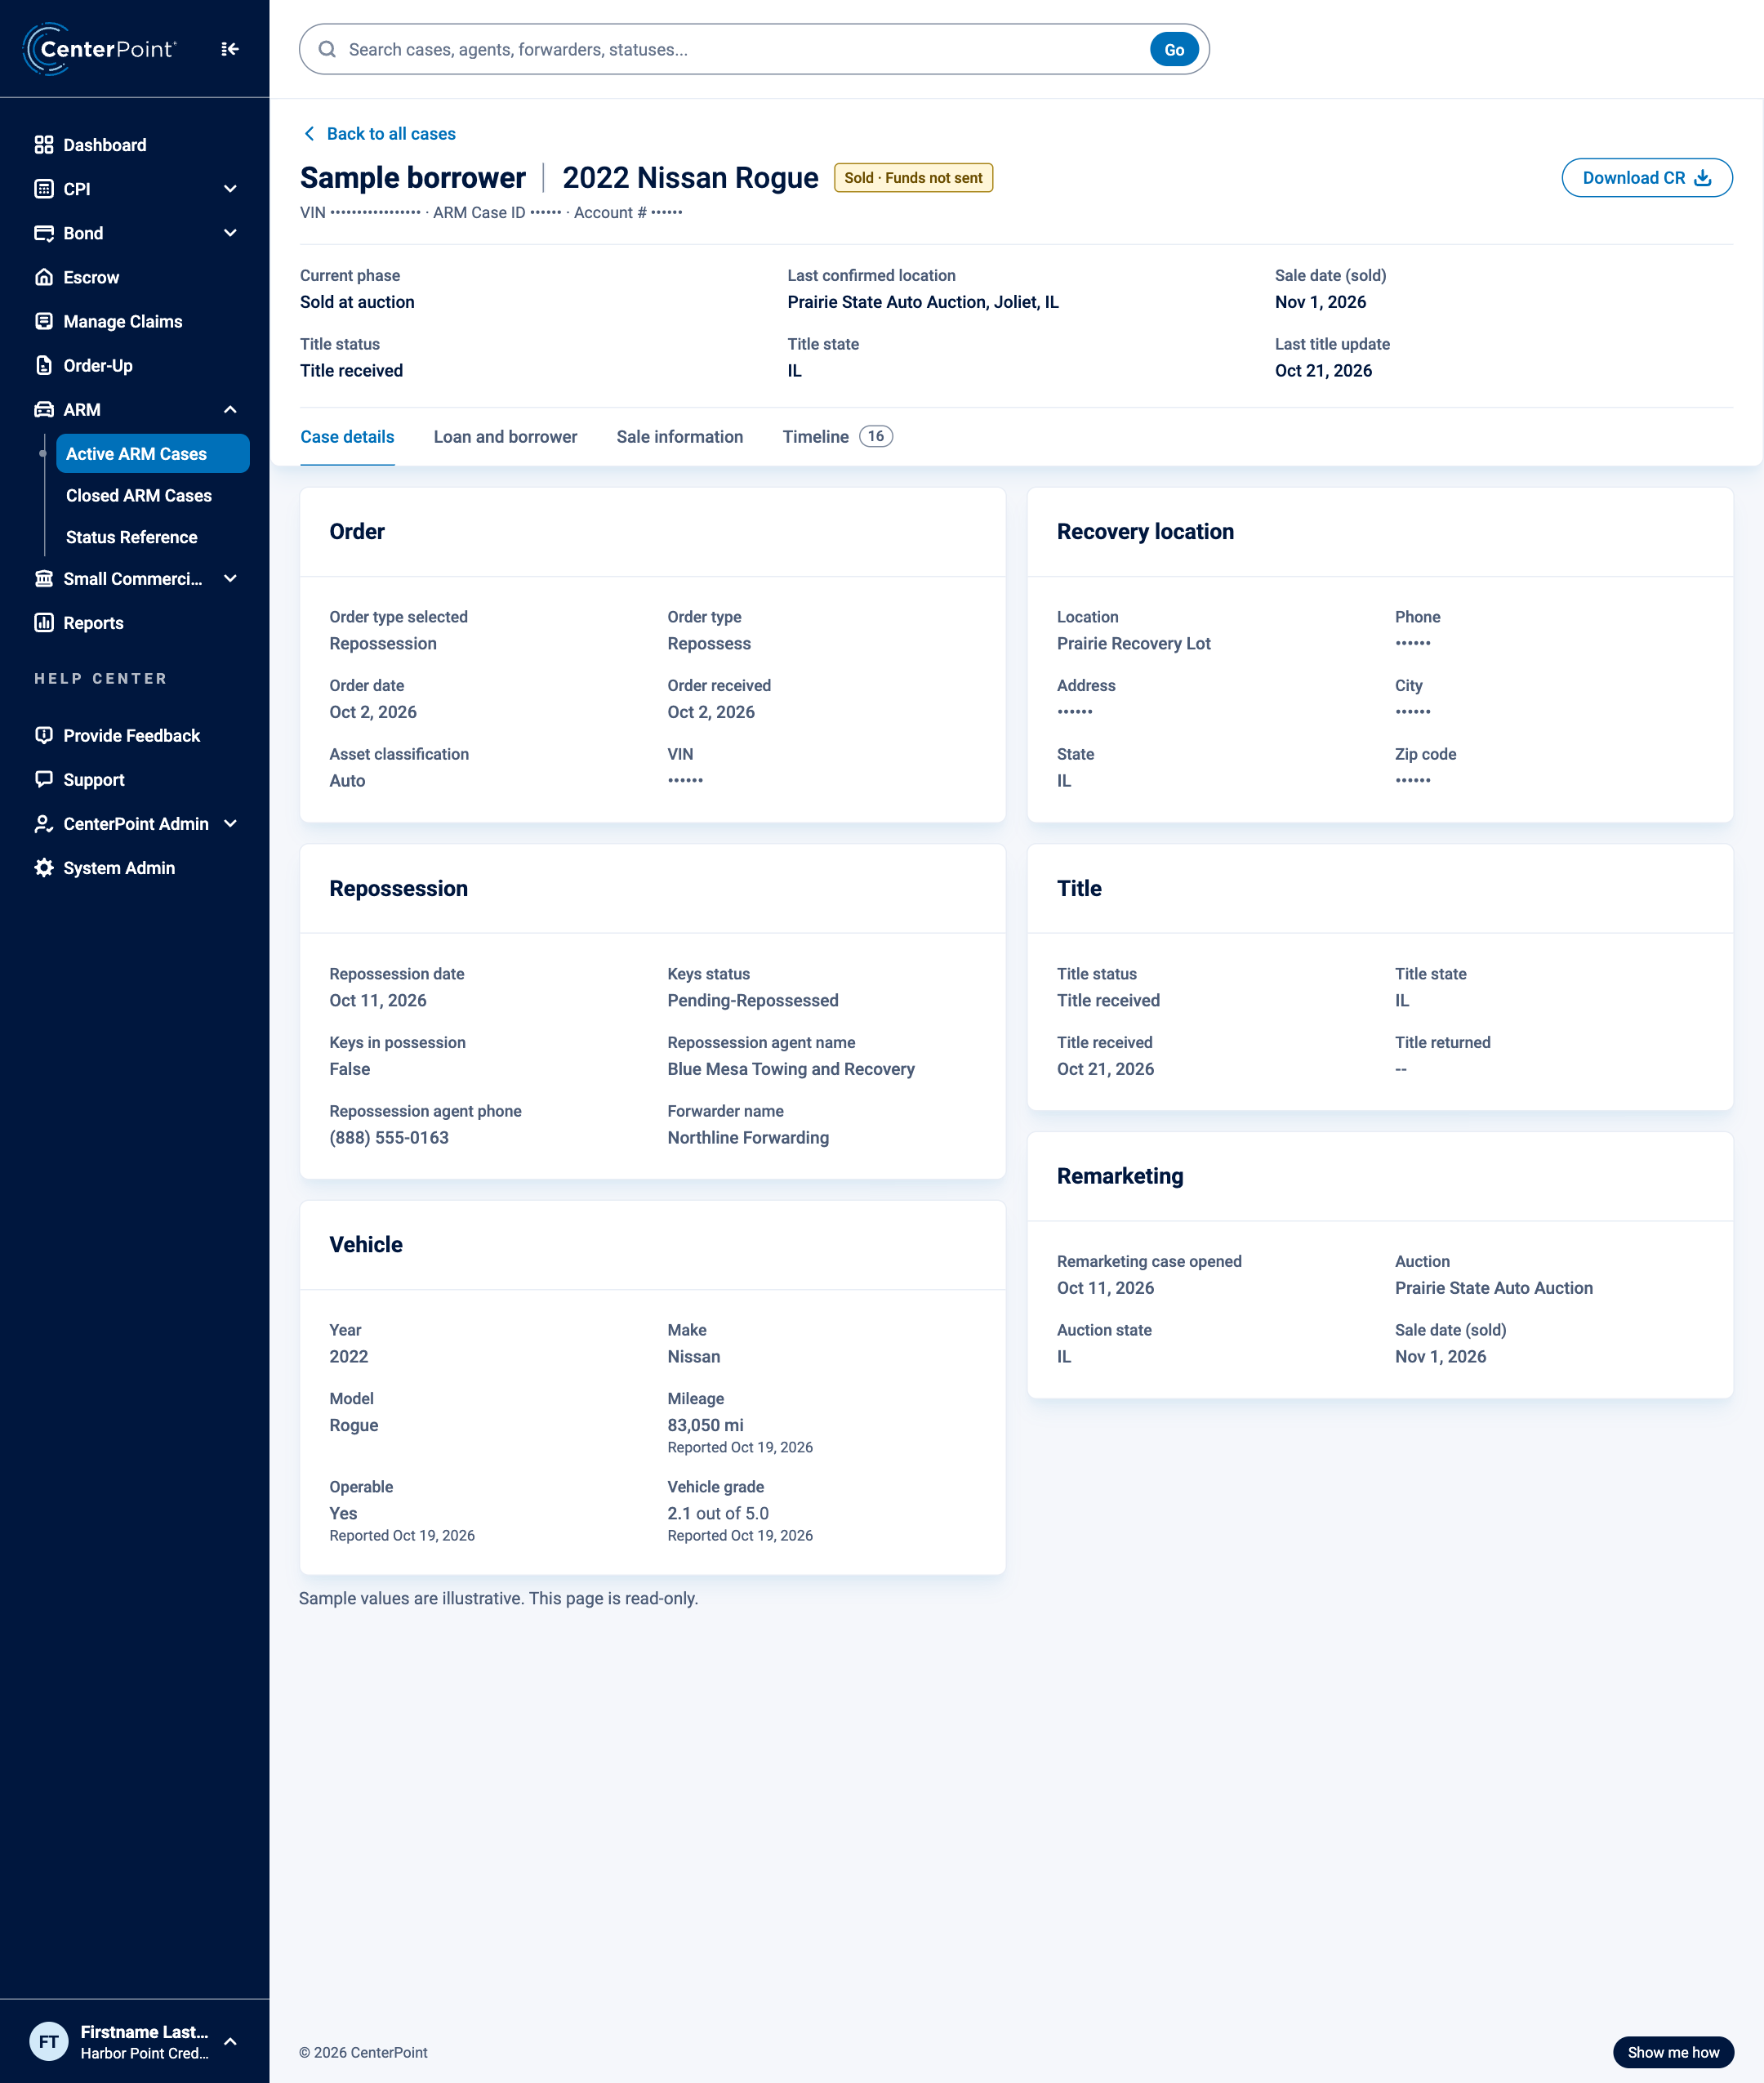 CenterPoint
Search cases, agents, forwarders, statuses...
Go
Dashboard
CPI
Bond
Escrow
Manage Claims
Order-Up
ARM
Active ARM Cases
Closed ARM Cases
Status Reference
Small Commerci...
Reports
HELP CENTER
Provide Feedback
Support
CenterPoint Admin
System Admin
FT
Firstname Last...
Harbor Point Cred...
Back to all cases
Sample borrower | 2022 Nissan Rogue
Sold · Funds not sent
Download CR
VIN ••••••••••••••••• · ARM Case ID •••••• · Account # ••••••
Current phase
Sold at auction
Last confirmed location
Prairie State Auto Auction, Joliet, IL
Sale date (sold)
Nov 1, 2026
Title status
Title received
Title state
IL
Last title update
Oct 21, 2026
Case details
Loan and borrower
Sale information
Timeline 16
Order
Order type selected
Repossession
Order type
Repossess
Order date
Oct 2, 2026
Order received
Oct 2, 2026
Asset classification
Auto
VIN
••••••
Recovery location
Location
Prairie Recovery Lot
Phone
••••••
Address
••••••
City
••••••
State
IL
Zip code
••••••
Repossession
Repossession date
Oct 11, 2026
Keys status
Pending-Repossessed
Keys in possession
False
Repossession agent name
Blue Mesa Towing and Recovery
Repossession agent phone
(888) 555-0163
Forwarder name
Northline Forwarding
Title
Title status
Title received
Title state
IL
Title received
Oct 21, 2026
Title returned
--
Vehicle
Year
2022
Make
Nissan
Model
Rogue
Mileage
83,050 mi
Reported Oct 19, 2026
Operable
Yes
Reported Oct 19, 2026
Vehicle grade
2.1 out of 5.0
Reported Oct 19, 2026
Remarketing
Remarketing case opened
Oct 11, 2026
Auction
Prairie State Auto Auction
Auction state
IL
Sale date (sold)
Nov 1, 2026
Sample values are illustrative. This page is read-only.
© 2026 CenterPoint
Show me how